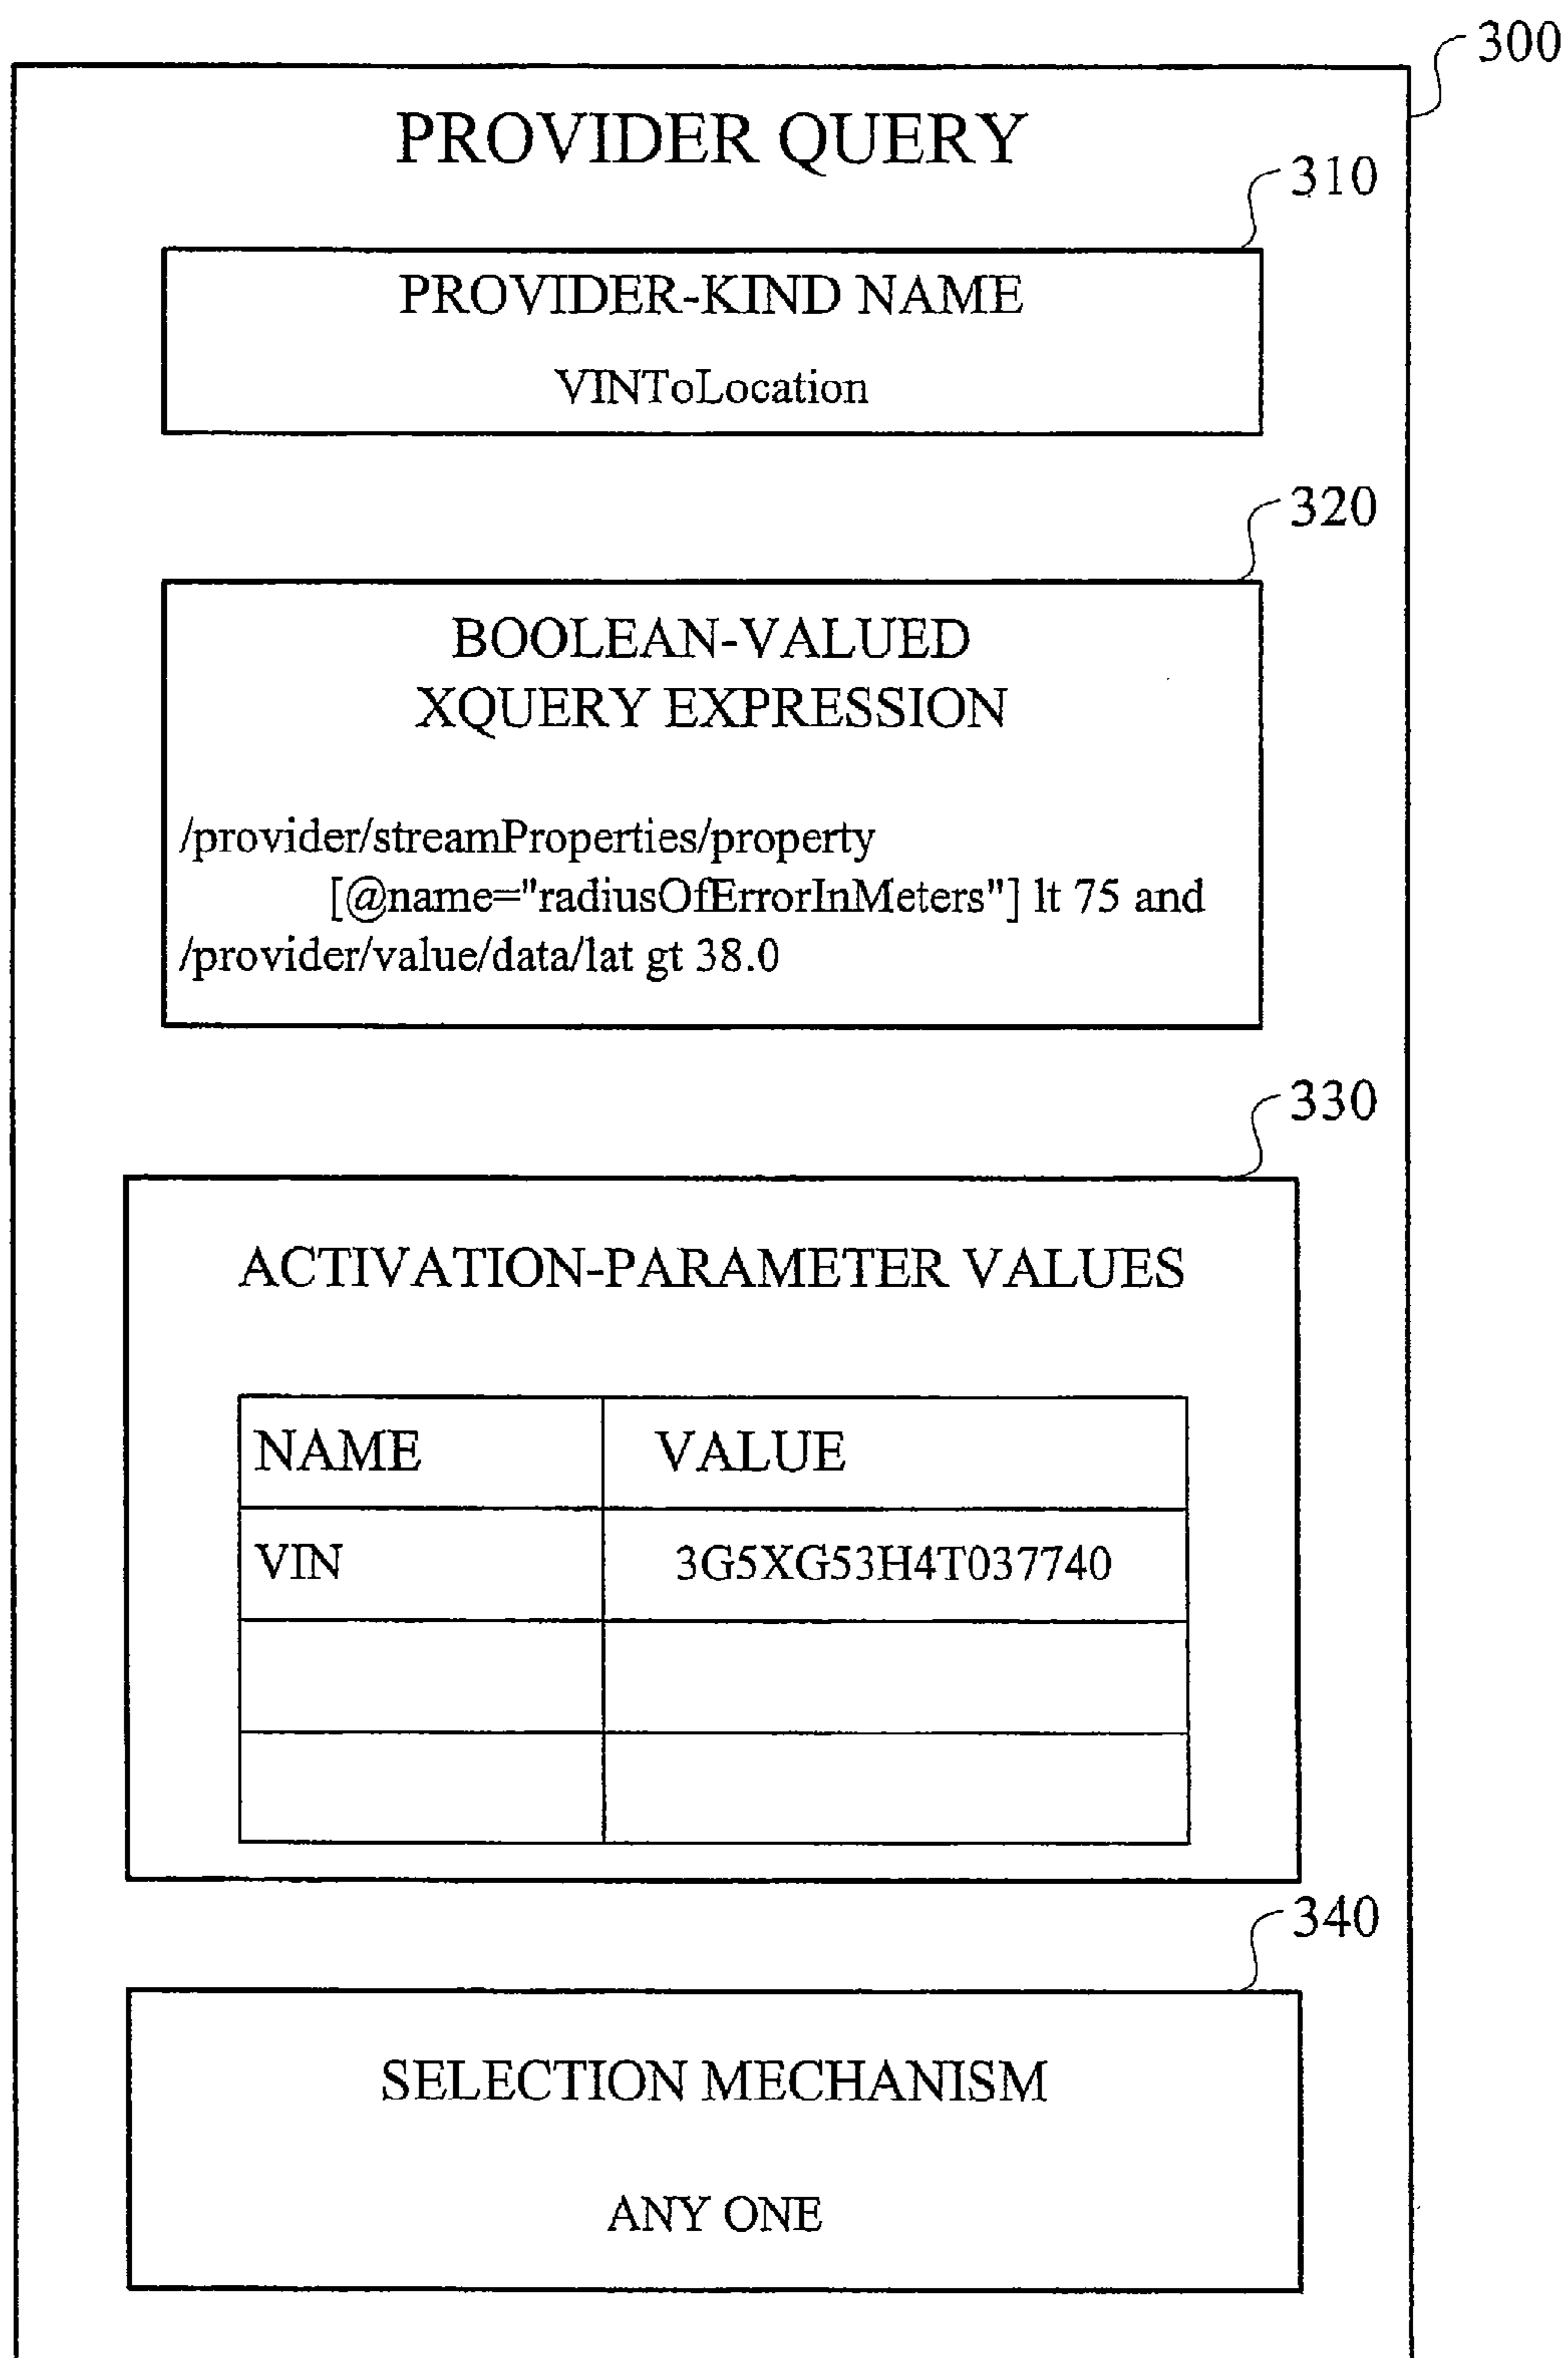 300
PROVIDER QUERY
310
PROVIDER-KIND NAME
VINToLocation
320
BOOLEAN-VALUED
XQUERY EXPRESSION
/provider/streamProperties/property
[@name="radiusOfErrorInMeters"] lt 75 and
/provider/value/data/lat gt 38.0
330
ACTIVATION-PARAMETER VALUES
NAME VALUE
VIN 3G5XG53H4T037740
340
SELECTION MECHANISM
ANY ONE